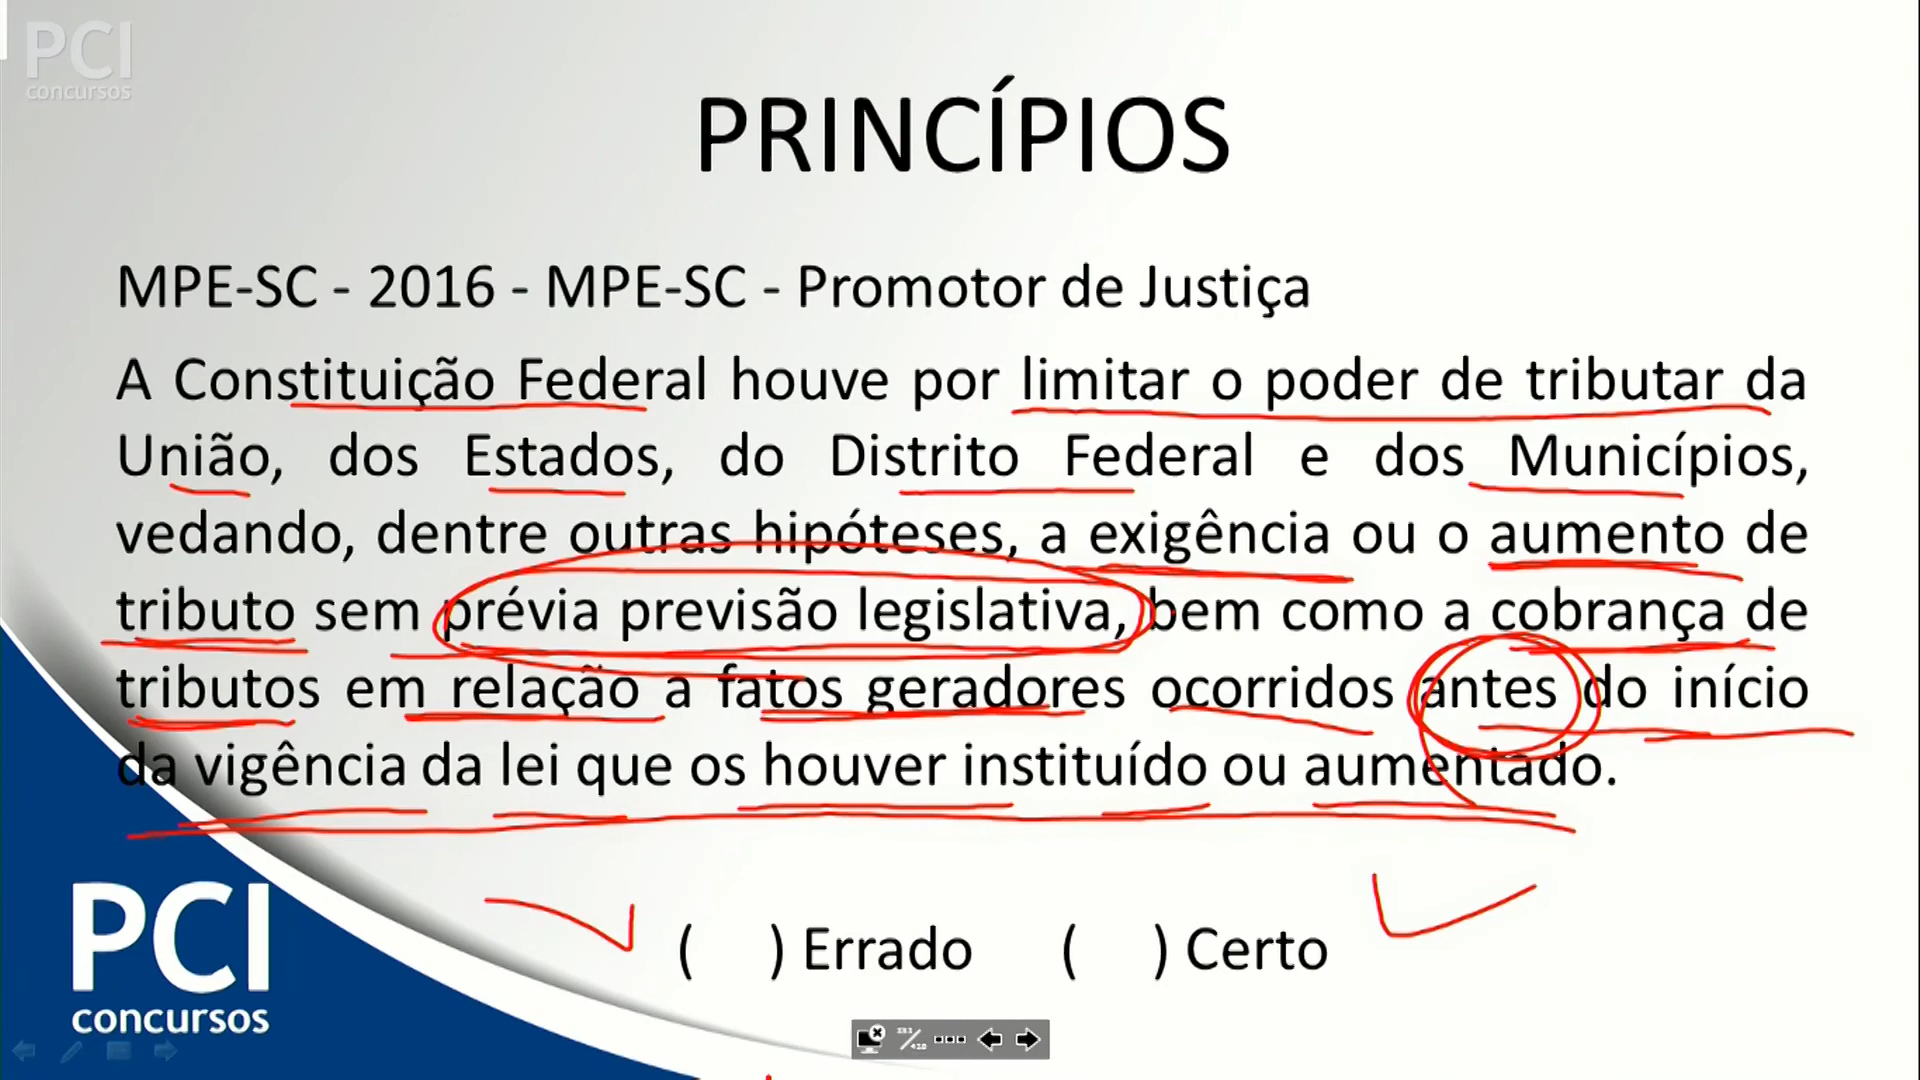 PCI
concursos
PRINCÍPIOS
MPE-SC - 2016 - MPE-SC - Promotor de Justiça
A Constituição Federal houve por limitar o poder de tributar da
União, dos Estados, do Distrito Federal e dos Municípios,
vedando, dentre outras hipóteses, a exigência ou o aumento de
tributo sem prévia previsão legislativa, bem como a cobrança de
tributos em relação a fatos geradores ocorridos antes do início
da vigência da lei que os houver instituído ou aumentado.
( ) Errado ( ) Certo
PCI
concursos